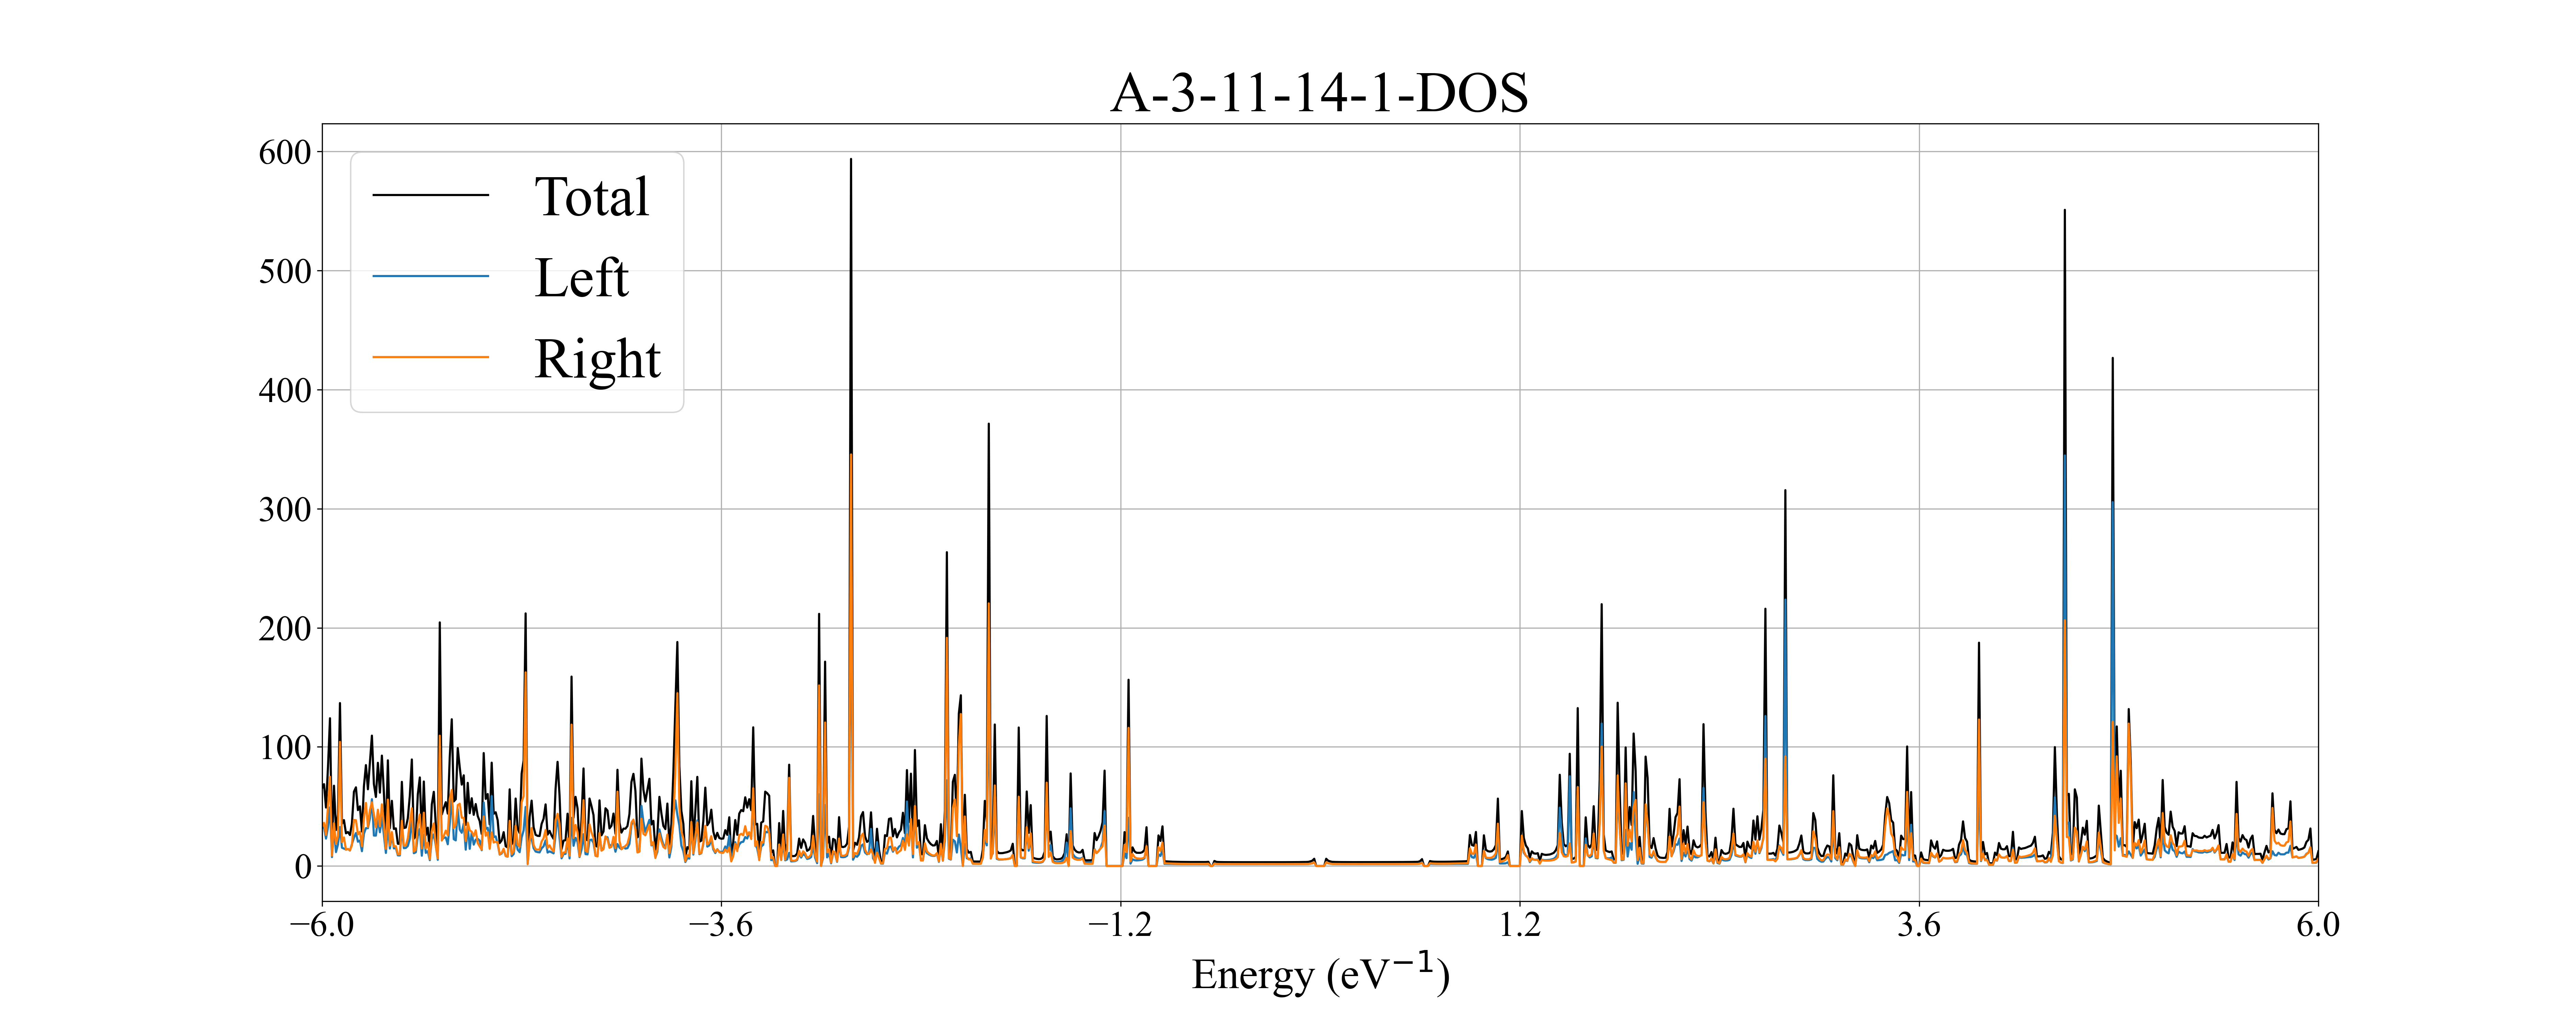 A-3-11-14-1-DOS
600
500
400
300
200
100
0
Total
Left
Right
−6.0 −3.6 −1.2 1.2 3.6 6.0
Energy (eV⁻¹)